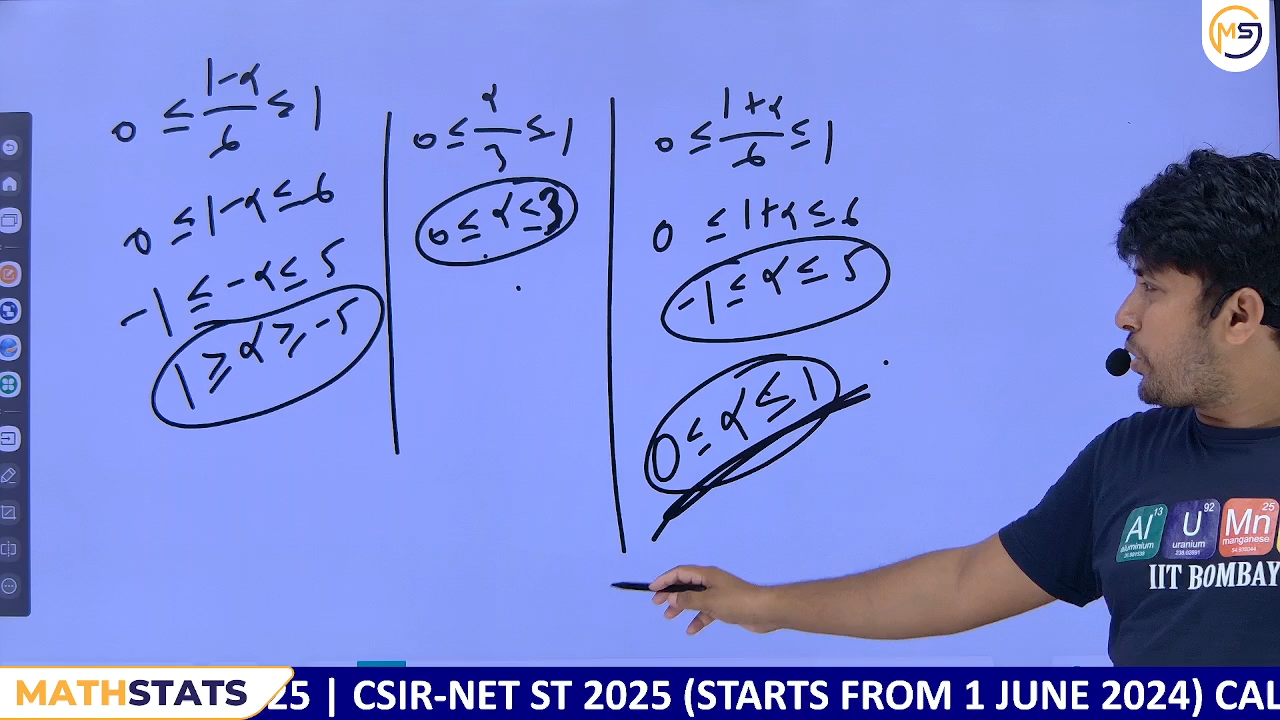 0 ≤ (1-α)/6 ≤ 1
0 ≤ 1-α ≤ 6
-1 ≤ -α ≤ 5
1 ≥ α ≥ -5
0 ≤ α/3 ≤ 1
0 ≤ α ≤ 3
0 ≤ (1+α)/6 ≤ 1
0 ≤ 1+α ≤ 6
-1 ≤ α ≤ 5
0 ≤ α ≤ 1
MS
13
Al
aluminium
92
U
uranium
25
Mn
manganese
IIT BOMBAY
MATHSTATS
25 | CSIR-NET ST 2025 (STARTS FROM 1 JUNE 2024) CAL